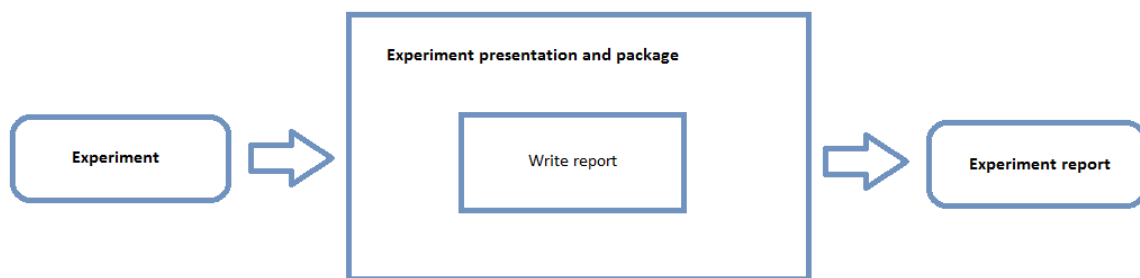 Experiment presentation and package
Experiment
Write report
Experiment report